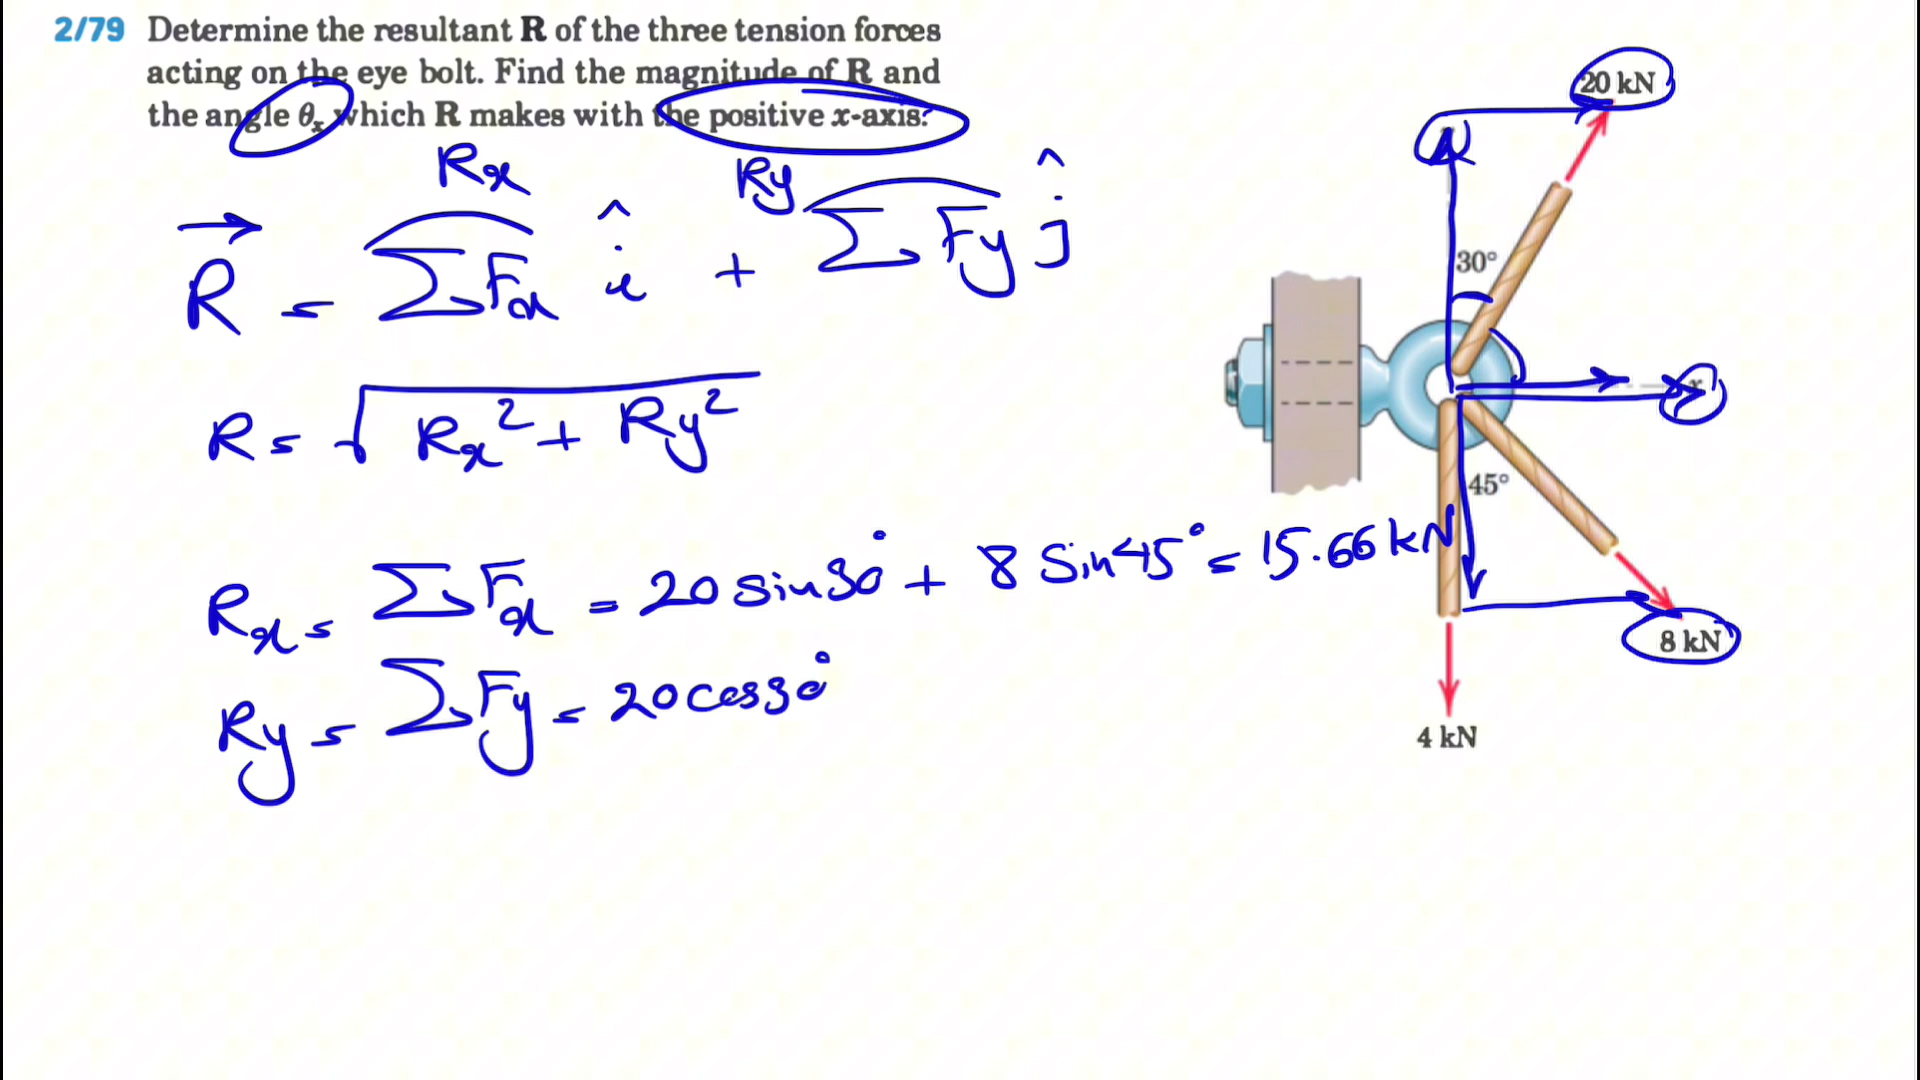 2/79 Determine the resultant R of the three tension forces
acting on the eye bolt. Find the magnitude of R and
the angle θx which R makes with the positive x-axis.
Rx Ry
R⃗ = ΣFx î + ΣFy ĵ
R = √(Rx² + Ry²)
Rx = ΣFx = 20 sin30° + 8 Sin45° = 15.66 kN
Ry = ΣFy = 20 cos30°
20 kN
30°
x
45°
8 kN
4 kN